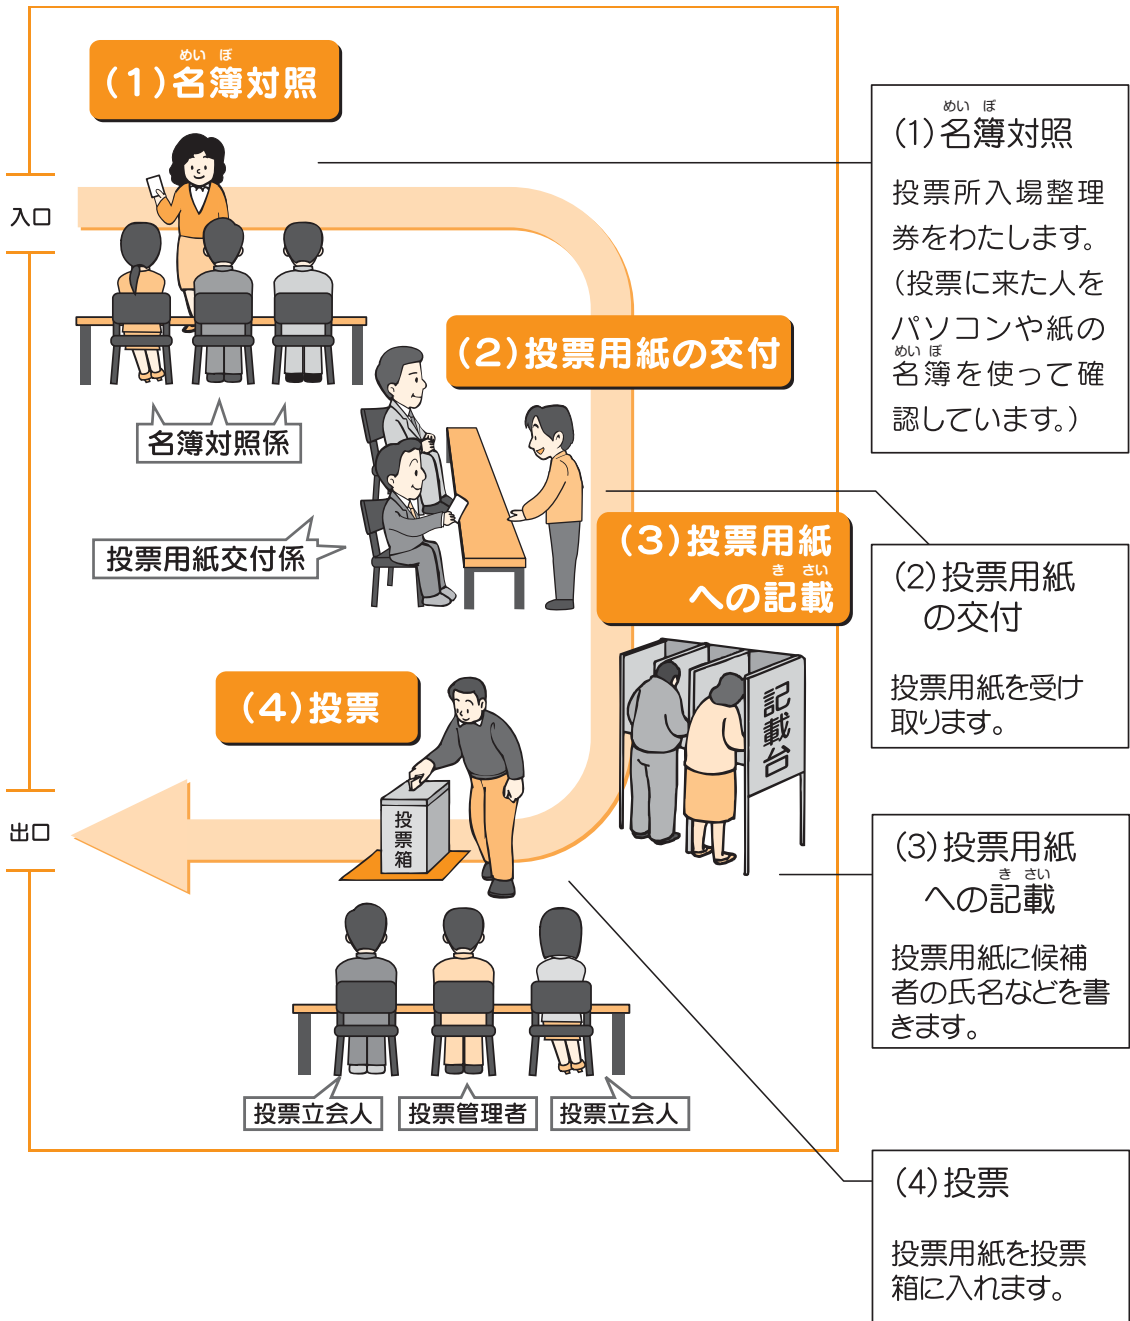 めい ぼ
(1)名簿対照
入口
名簿対照係
(2)投票用紙の交付
投票用紙交付係
(3)投票用紙
き さい
への記載
記載台
(4)投票
投票箱
出口
投票立会人
投票管理者
投票立会人
めい ぼ
(1)名簿対照
投票所入場整理
券をわたします。
(投票に来た人を
パソコンや紙の
めい ぼ
名簿を使って確
認しています。)
(2)投票用紙
の交付
投票用紙を受け
取ります。
(3)投票用紙
き さい
への記載
投票用紙に候補
者の氏名などを書
きます。
(4)投票
投票用紙を投票
箱に入れます。